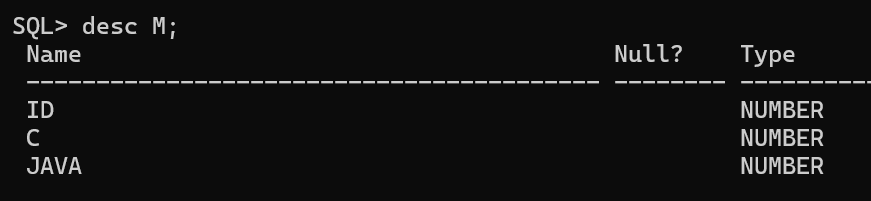 SQL> desc M;
Name Null? Type
----------------------------------------- -------- ----------
ID NUMBER
C NUMBER
JAVA NUMBER